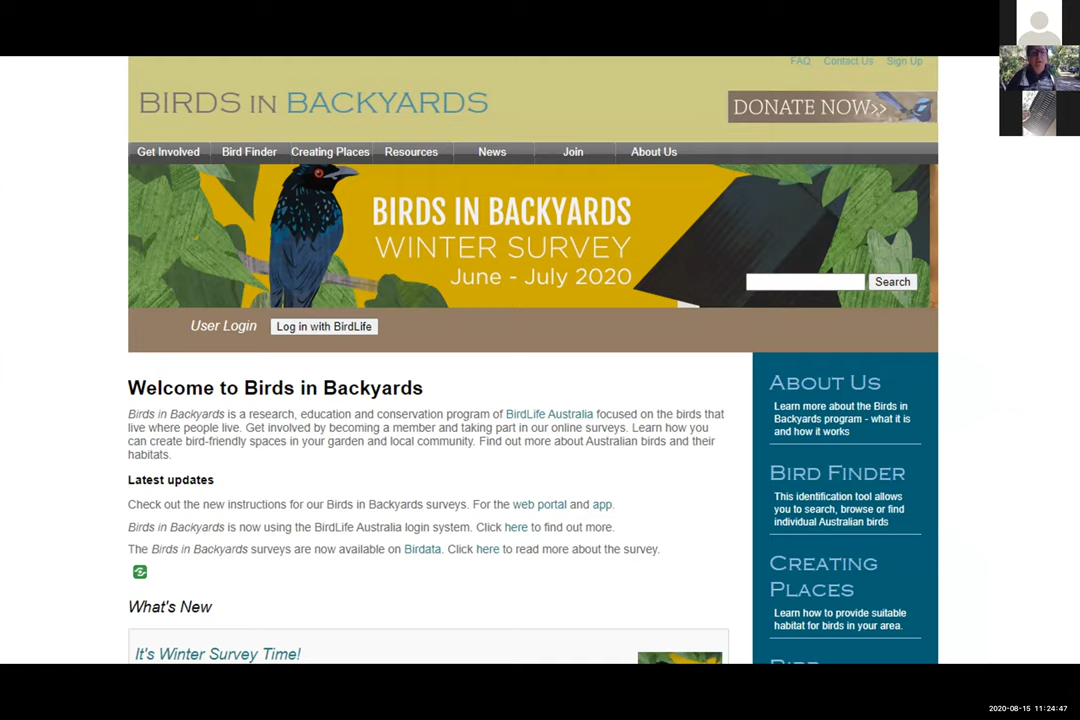 FAQ Contact Us Sign Up
BIRDS IN BACKYARDS
DONATE NOW>>
Get Involved Bird Finder Creating Places Resources News Join About Us
BIRDS IN BACKYARDS
WINTER SURVEY
June - July 2020
Search
User Login Log in with BirdLife
Welcome to Birds in Backyards
Birds in Backyards is a research, education and conservation program of BirdLife Australia focused on the birds that
live where people live. Get involved by becoming a member and taking part in our online surveys. Learn how you
can create bird-friendly spaces in your garden and local community. Find out more about Australian birds and their
habitats.
Latest updates
Check out the new instructions for our Birds in Backyards surveys. For the web portal and app.
Birds in Backyards is now using the BirdLife Australia login system. Click here to find out more.
The Birds in Backyards surveys are now available on Birdata. Click here to read more about the survey.
What's New
It's Winter Survey Time!
ABOUT US
Learn more about the Birds in
Backyards program - what it is
and how it works
BIRD FINDER
This identification tool allows
you to search, browse or find
individual Australian birds
CREATING
PLACES
Learn how to provide suitable
habitat for birds in your area.
BIRD
2020-08-15 11:24:47